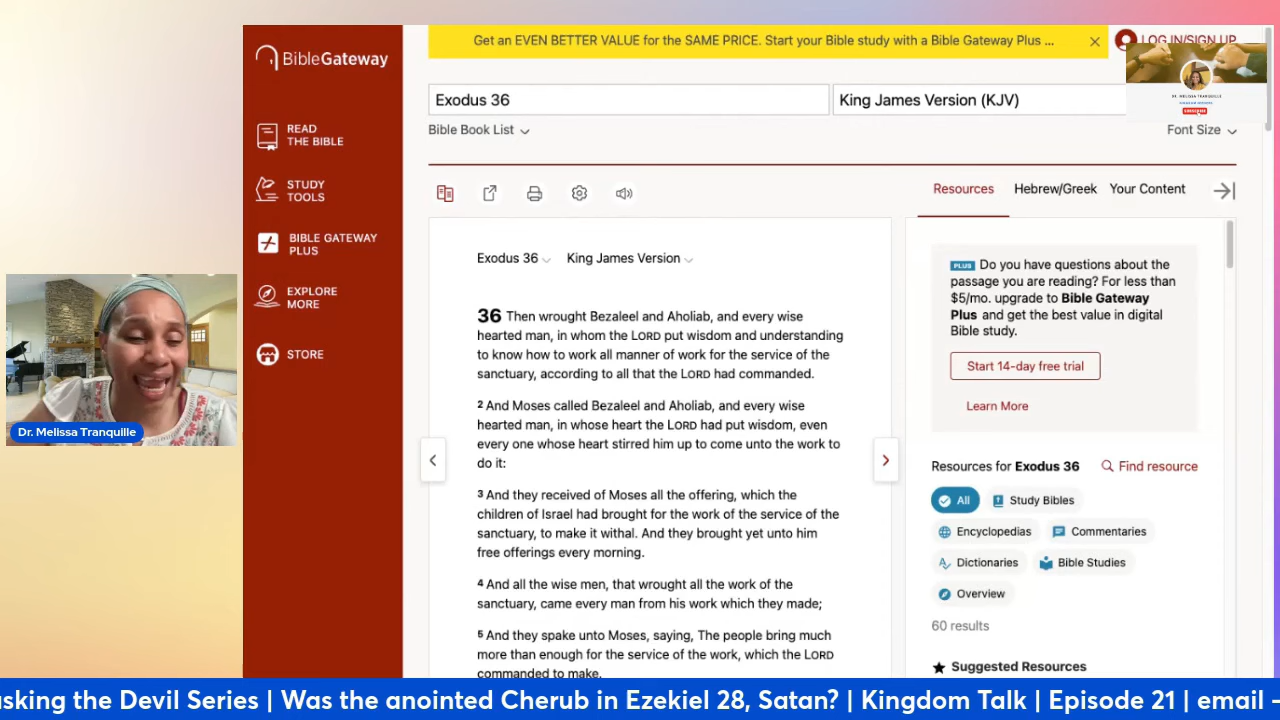 BibleGateway
READ
THE BIBLE
STUDY
TOOLS
BIBLE GATEWAY
PLUS
EXPLORE
MORE
STORE
Get an EVEN BETTER VALUE for the SAME PRICE. Start your Bible study with a Bible Gateway Plus ...
LOG IN/SIGN UP
DR. MELISSA TRANQUILLE
SUBSCRIBE
Exodus 36
King James Version (KJV)
Bible Book List
Font Size
Resources
Hebrew/Greek
Your Content
Exodus 36
King James Version
36 Then wrought Bezaleel and Aholiab, and every wise
hearted man, in whom the LORD put wisdom and understanding
to know how to work all manner of work for the service of the
sanctuary, according to all that the LORD had commanded.
2 And Moses called Bezaleel and Aholiab, and every wise
hearted man, in whose heart the LORD had put wisdom, even
every one whose heart stirred him up to come unto the work to
do it:
3 And they received of Moses all the offering, which the
children of Israel had brought for the work of the service of the
sanctuary, to make it withal. And they brought yet unto him
free offerings every morning.
4 And all the wise men, that wrought all the work of the
sanctuary, came every man from his work which they made;
5 And they spake unto Moses, saying, The people bring much
more than enough for the service of the work, which the LORD
commanded to make.
PLUS Do you have questions about the
passage you are reading? For less than
$5/mo. upgrade to Bible Gateway
Plus and get the best value in digital
Bible study.
Start 14-day free trial
Learn More
Resources for Exodus 36
Find resource
All
Study Bibles
Encyclopedias
Commentaries
Dictionaries
Bible Studies
Overview
60 results
Suggested Resources
Dr. Melissa Tranquille
asking the Devil Series | Was the anointed Cherub in Ezekiel 28, Satan? | Kingdom Talk | Episode 21 | email -